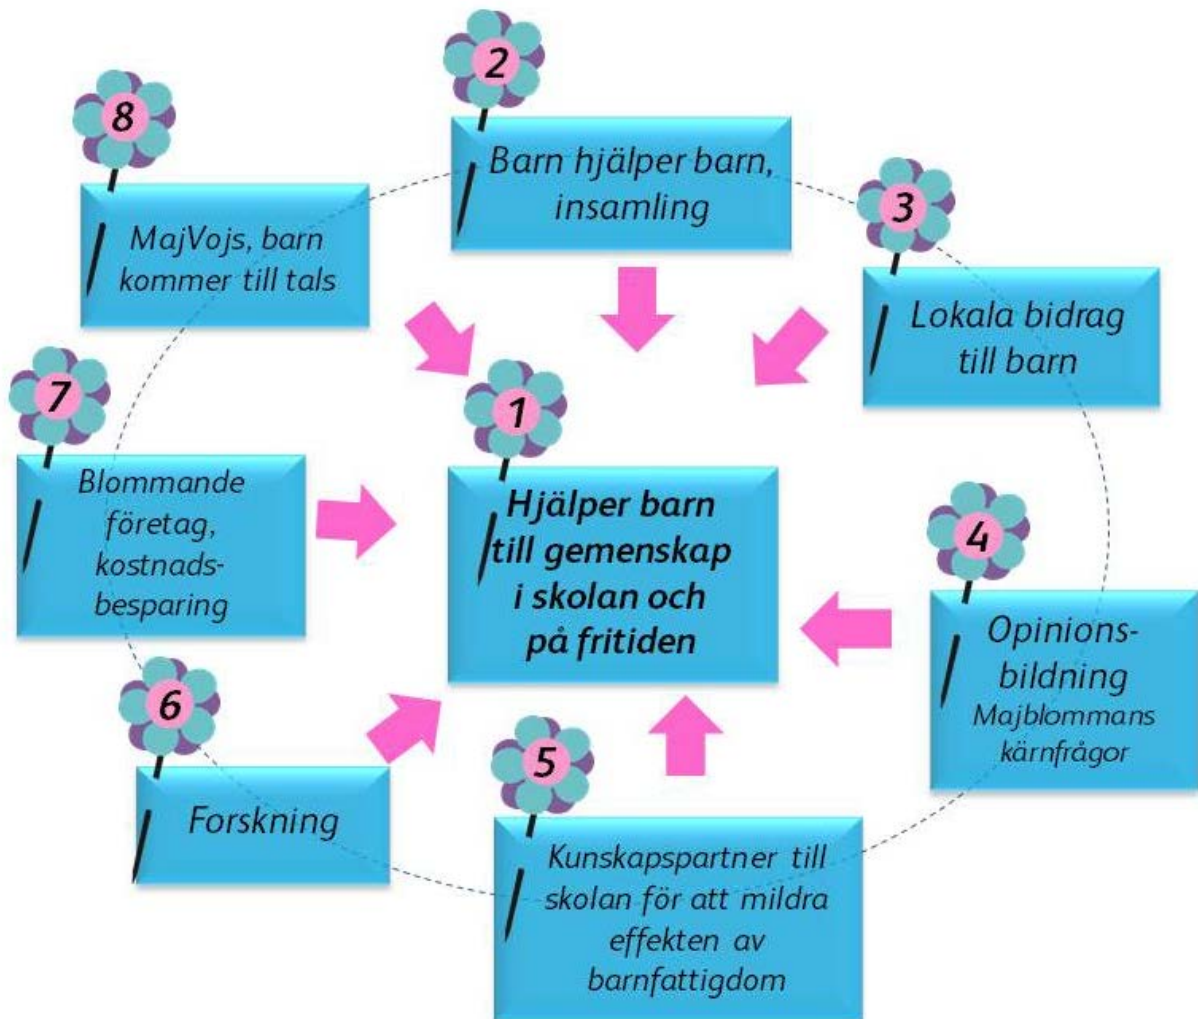 1
Hjälper barn
till gemenskap
i skolan och
på fritiden
2
Barn hjälper barn,
insamling
3
Lokala bidrag
till barn
4
Opinions-
bildning
Majblommans
kärnfrågor
5
Kunskapspartner till
skolan för att mildra
effekten av
barnfattigdom
6
Forskning
7
Blommande
företag,
kostnads-
besparing
8
MajVojs, barn
kommer till tals